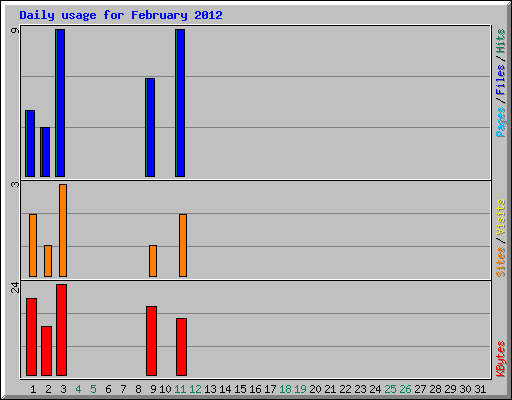 Daily usage for February 2012
9
Pages / Files / Hits
3
Sites / Visits
24
KBytes
1 2 3 4 5 6 7 8 9 10 11 12 13 14 15 16 17 18 19 20 21 22 23 24 25 26 27 28 29 30 31